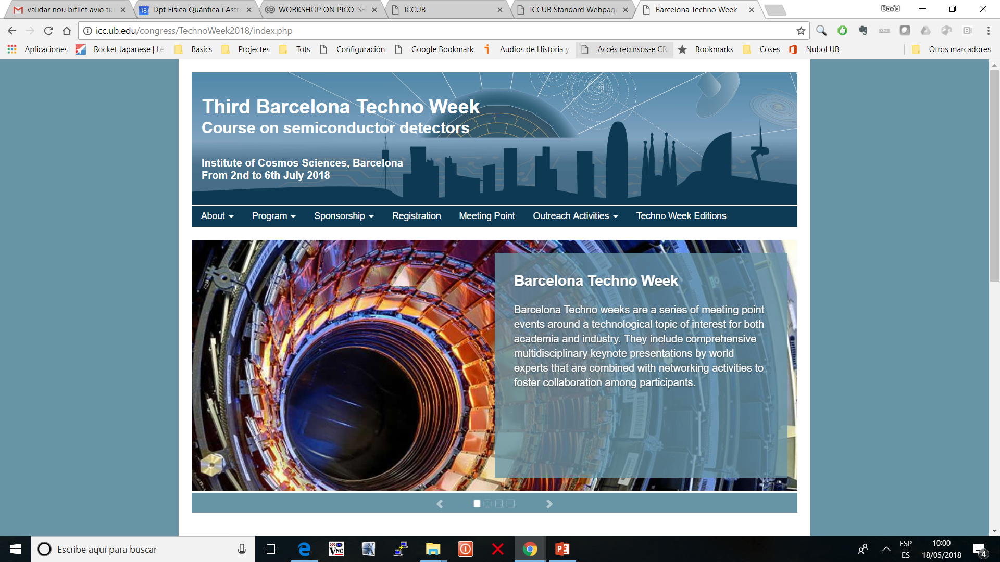 validar nou bitllet avio tu
18 Dpt Física Quàntica i Ast
WORKSHOP ON PICO-SE
ICCUB
ICCUB Standard Webpage
Barcelona Techno Week
David
icc.ub.edu/congress/TechnoWeek2018/index.php
Aplicaciones
Rocket Japanese | Le
Basics
Projectes
Tots
Configuración
Google Bookmark
Audios de Historia y
Accés recursos-e CRA
Bookmarks
Coses
Nubol UB
Otros marcadores
Third Barcelona Techno Week
Course on semiconductor detectors
Institute of Cosmos Sciences, Barcelona
From 2nd to 6th July 2018
About Program Sponsorship Registration Meeting Point Outreach Activities Techno Week Editions
Barcelona Techno Week
Barcelona Techno weeks are a series of meeting point
events around a technological topic of interest for both
academia and industry. They include comprehensive
multidisciplinary keynote presentations by world
experts that are combined with networking activities to
foster collaboration among participants.
Escribe aquí para buscar
ESP
ES
10:00
18/05/2018
4